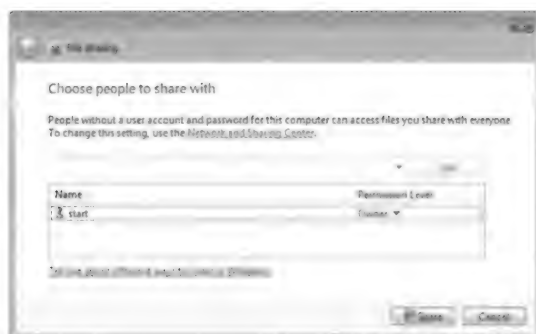 File Sharing
Choose people to share with
People without a user account and password for this computer can access files you share with everyone
To change this setting, use the Network and Sharing Center.
Name Permission Level
start Owner
Share Cancel